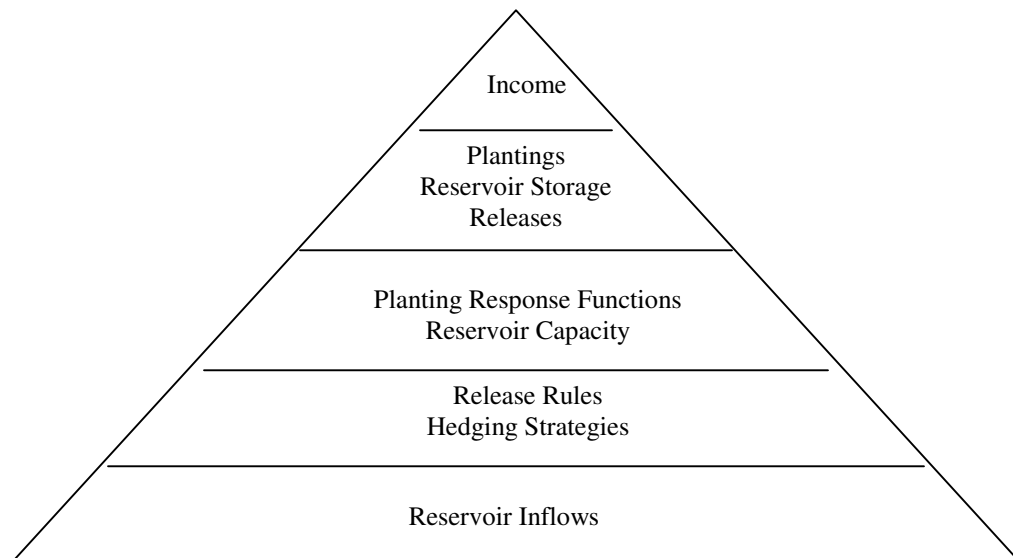 Income
Plantings
Reservoir Storage
Releases
Planting Response Functions
Reservoir Capacity
Release Rules
Hedging Strategies
Reservoir Inflows